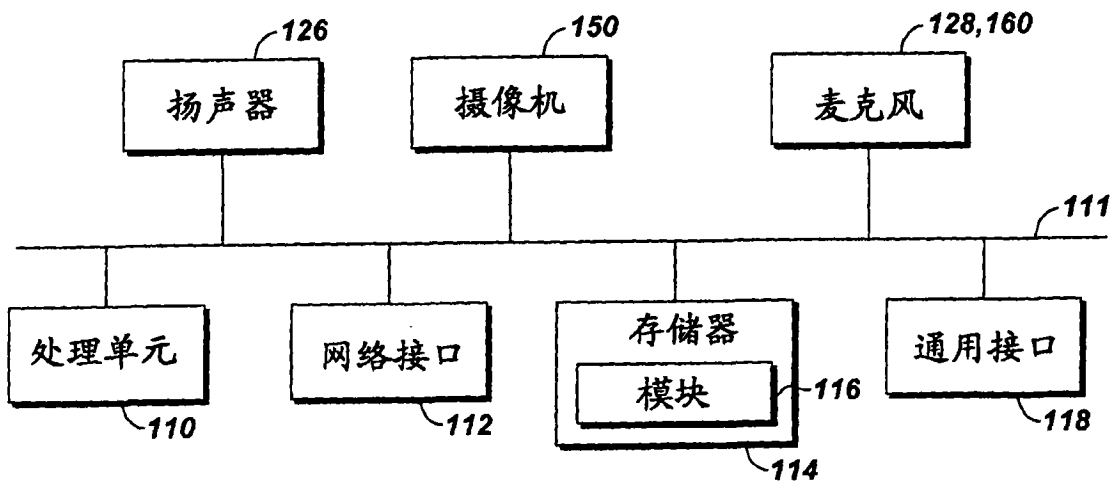 126
150
128,160
扬声器
摄像机
麦克风
111
处理单元
网络接口
存储器
通用接口
模块
116
110
112
118
114